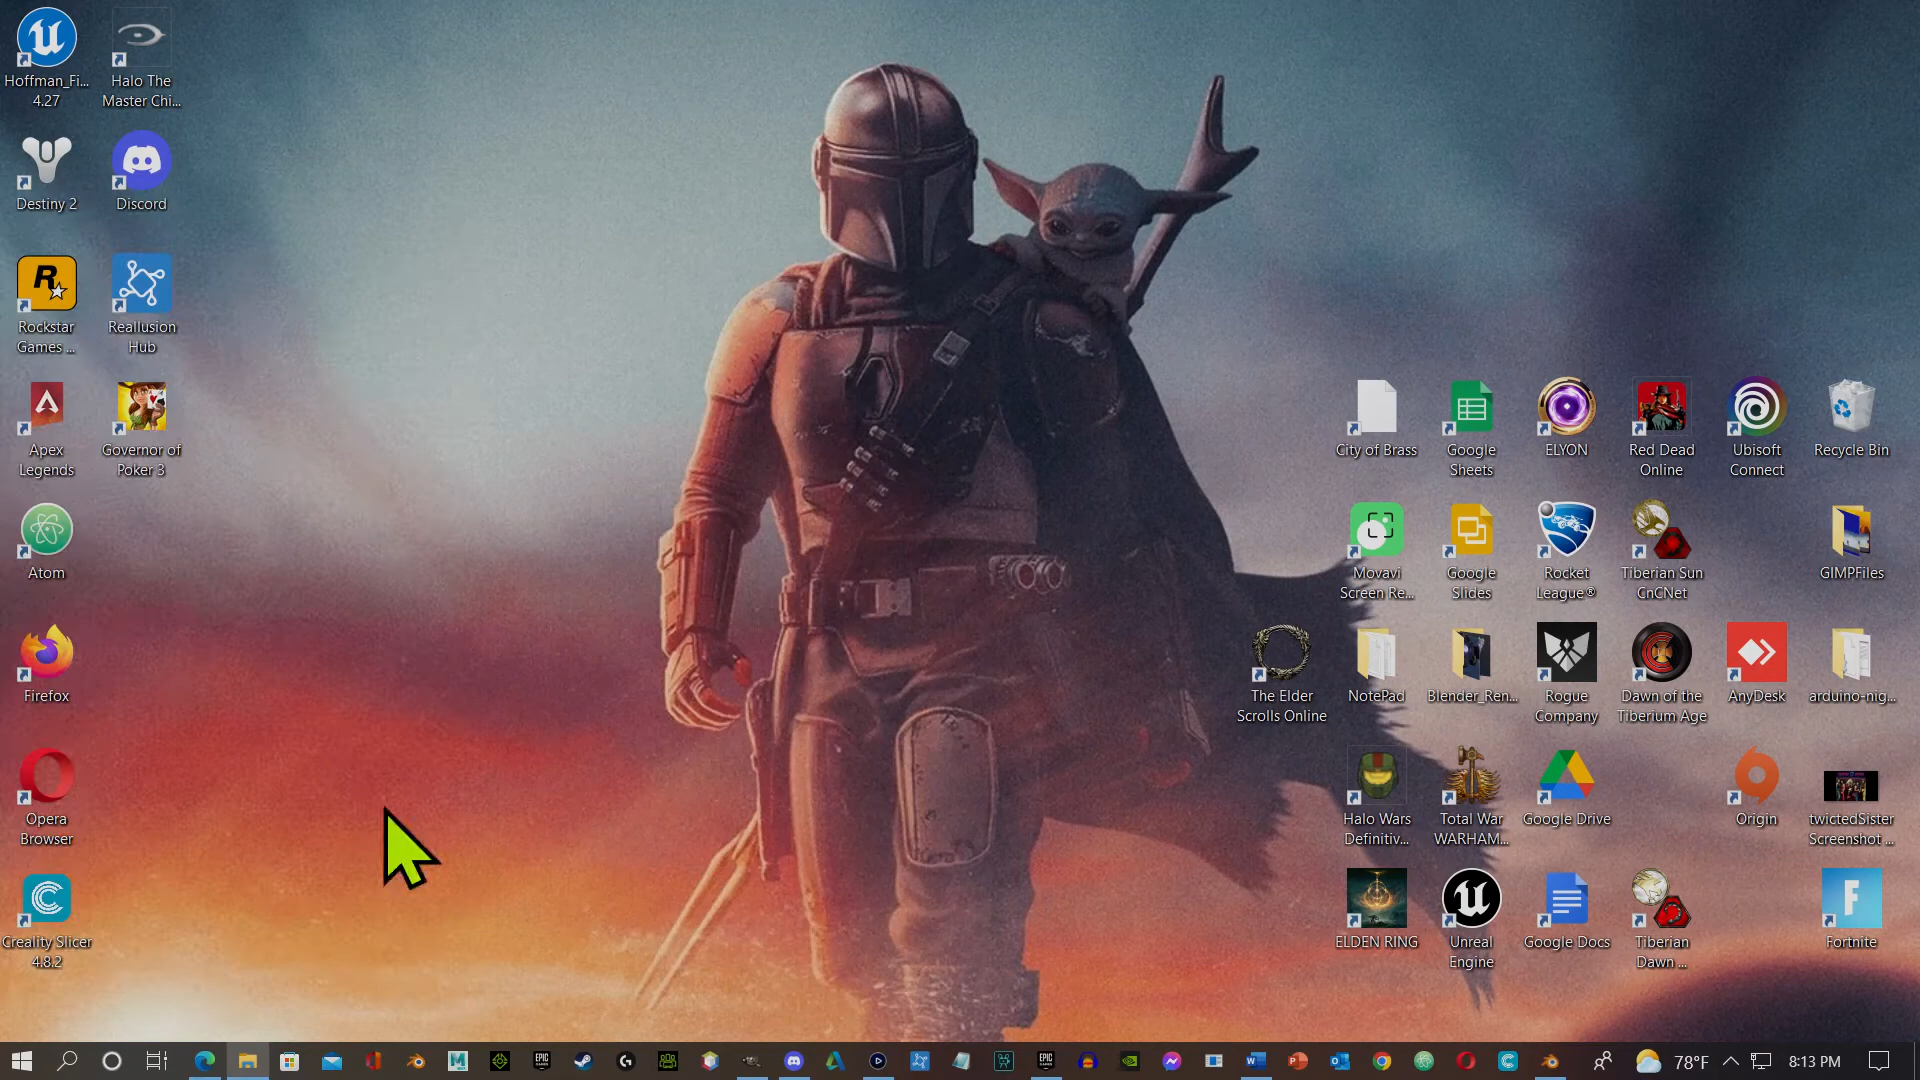 Hoffman_Fi...
4.27
Halo The
Master Chi...
Destiny 2
Discord
Rockstar
Games ...
Reallusion
Hub
Apex
Legends
Governor of
Poker 3
Atom
Firefox
Opera
Browser
Creality Slicer
4.8.2
City of Brass
Google
Sheets
ELYON
Red Dead
Online
Ubisoft
Connect
Recycle Bin
Movavi
Screen Re...
Google
Slides
Rocket
League®
Tiberian Sun
CnCNet
GIMPFiles
The Elder
Scrolls Online
NotePad
Blender_Ren...
Rogue
Company
Dawn of the
Tiberium Age
AnyDesk
arduino-nig...
Halo Wars
Definitiv...
Total War
WARHAM...
Google Drive
Origin
twictedSister
Screenshot ...
ELDEN RING
Unreal
Engine
Google Docs
Tiberian
Dawn ...
Fortnite
78°F
8:13 PM